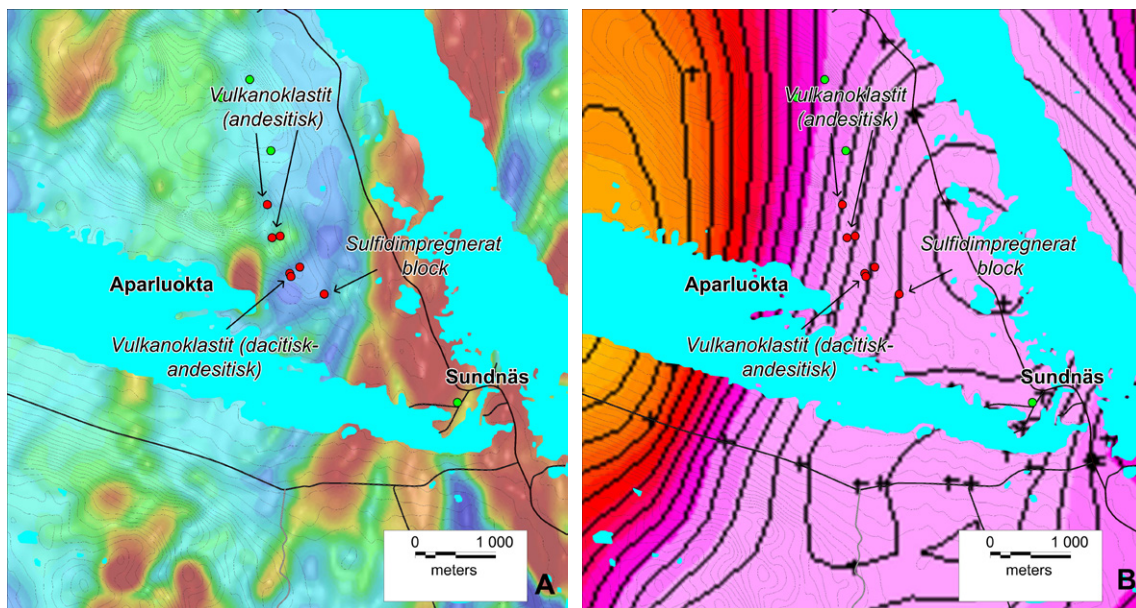 Vulkanoklastit
(andesitisk)
Sulfidimpregnerat
block
Aparluokta
Vulkanoklastit (dacitisk-
andesitisk)
Sundnäs
0 1 000
meters
A
Vulkanoklastit
(andesitisk)
Sulfidimpregnerat
block
Aparluokta
Vulkanoklastit (dacitisk-
andesitisk)
Sundnäs
0 1 000
meters
B